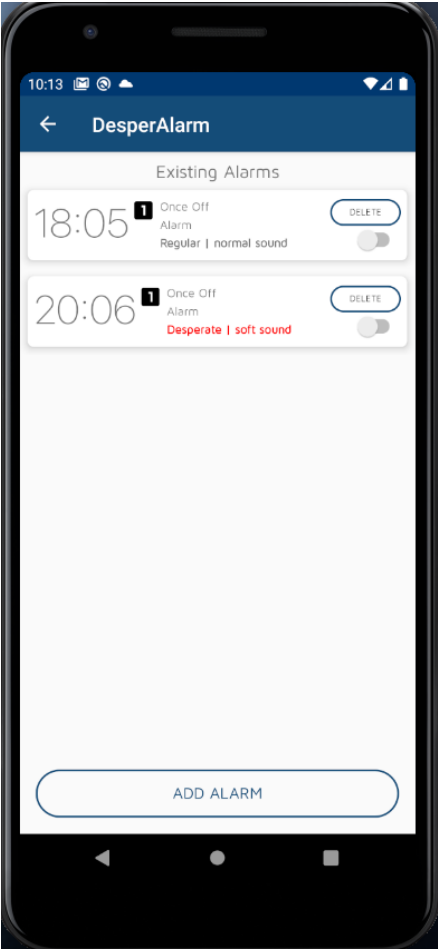 10:13
DesperAlarm
Existing Alarms
18:05
1
Once Off
Alarm
Regular | normal sound
DELETE
20:06
1
Once Off
Alarm
Desperate | soft sound
DELETE
ADD ALARM